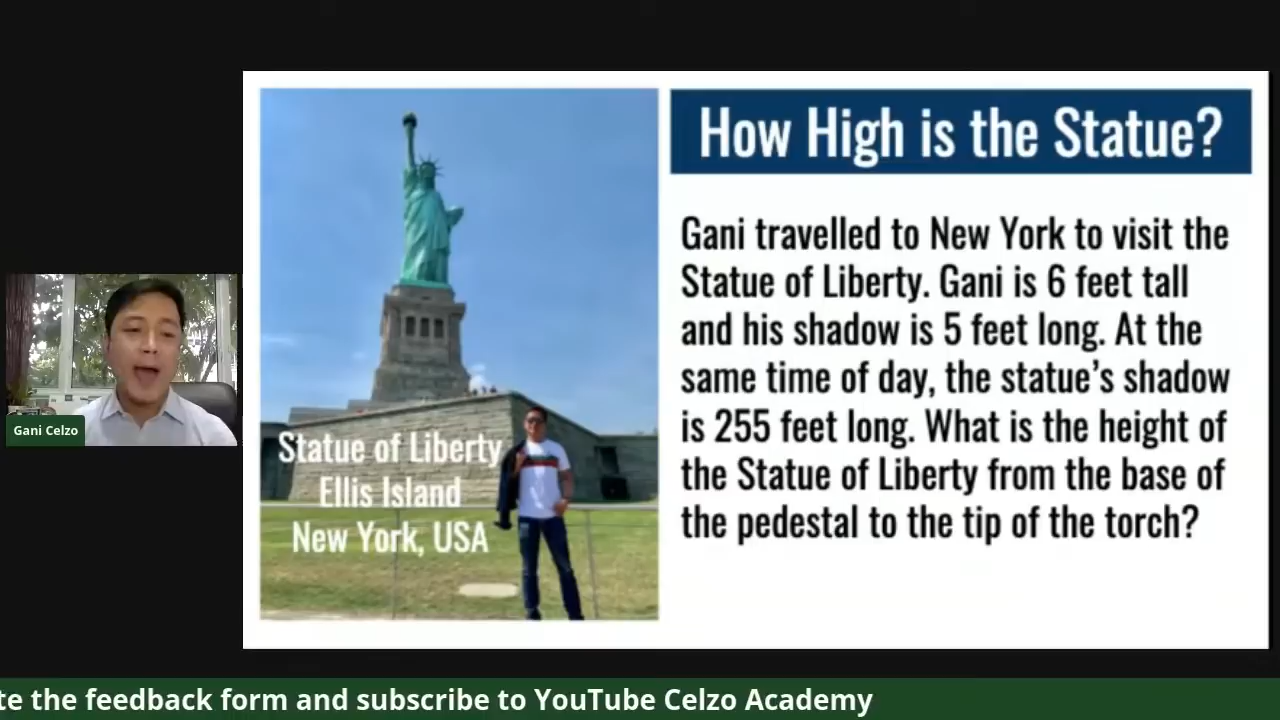 How High is the Statue?
Gani travelled to New York to visit the
Statue of Liberty. Gani is 6 feet tall
and his shadow is 5 feet long. At the
same time of day, the statue's shadow
is 255 feet long. What is the height of
the Statue of Liberty from the base of
the pedestal to the tip of the torch?
Statue of Liberty
Ellis Island
New York, USA
Gani Celzo
te the feedback form and subscribe to YouTube Celzo Academy